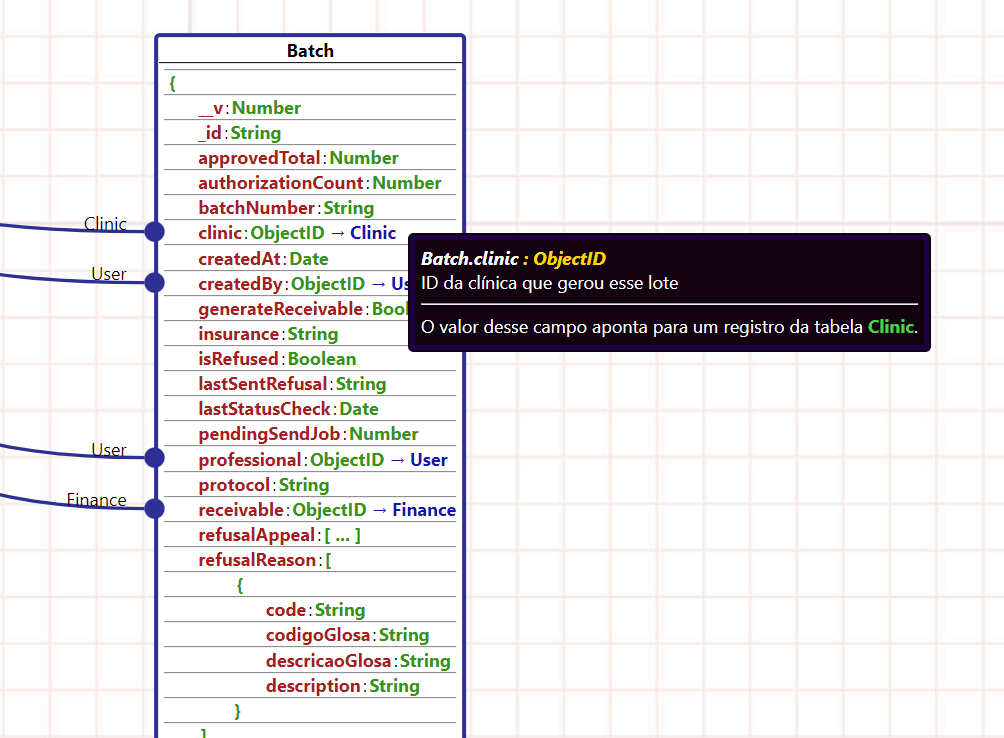 Batch
{
__v:Number
_id:String
approvedTotal:Number
authorizationCount:Number
batchNumber:String
Clinic
clinic:ObjectID → Clinic
createdAt:Date
User
createdBy:ObjectID → Us
generateReceivable:Bool
insurance:String
isRefused:Boolean
lastSentRefusal:String
lastStatusCheck:Date
pendingSendJob:Number
User
professional:ObjectID → User
protocol:String
Finance
receivable:ObjectID → Finance
refusalAppeal:[ ... ]
refusalReason:[
{
code:String
codigoGlosa:String
descricaoGlosa:String
description:String
}
]
Batch.clinic : ObjectID
ID da clínica que gerou esse lote
O valor desse campo aponta para um registro da tabela Clinic.